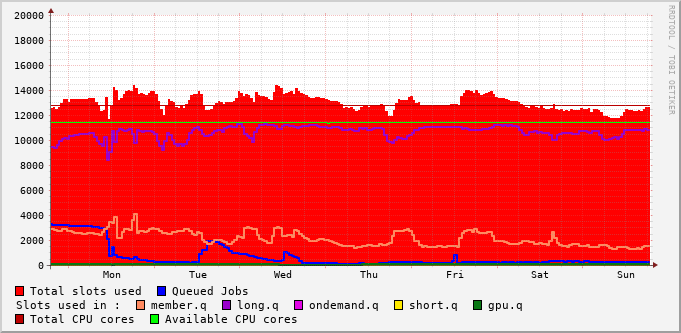 RRDTOOL / TOBI OETIKER
20000
18000
16000
14000
12000
10000
8000
6000
4000
2000
0
Mon Tue Wed Thu Fri Sat Sun
Total slots used Queued Jobs
Slots used in : member.q long.q ondemand.q short.q gpu.q
Total CPU cores Available CPU cores